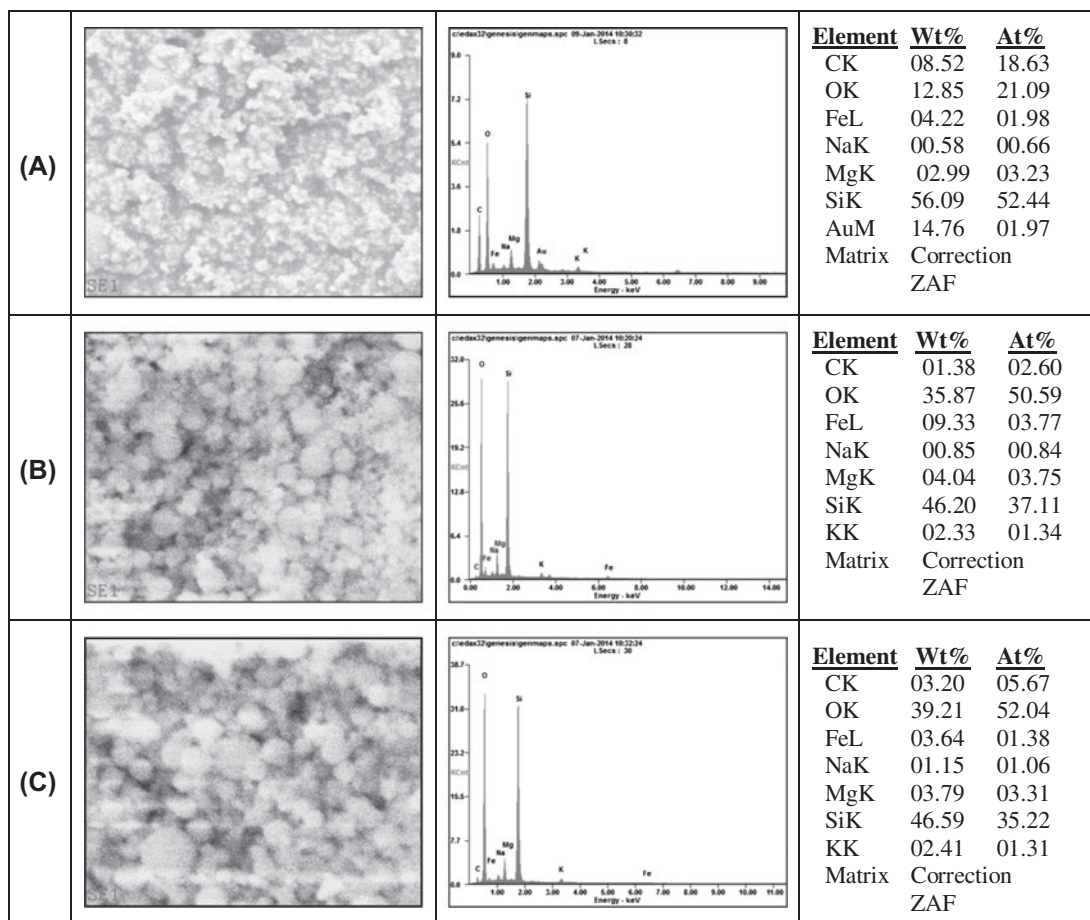 (A)
SE1
c:\edax32\genesis\genmaps.spc 09-Jan-2014 10:30:32
LSecs : 8
9.0
7.2
5.4
KCnt
3.6
1.8
0.0
C
O
Fe
Na
Mg
Si
Au
K
K
1.00 2.00 3.00 4.00 5.00 6.00 7.00 8.00 9.00
Energy - keV
Element Wt% At%
CK 08.52 18.63
OK 12.85 21.09
FeL 04.22 01.98
NaK 00.58 00.66
MgK 02.99 03.23
SiK 56.09 52.44
AuM 14.76 01.97
Matrix Correction
ZAF
(B)
SE1
c:\edax32\genesis\genmaps.spc 07-Jan-2014 10:20:24
LSecs : 28
32.0
25.6
19.2
KCnt
12.8
6.4
0.0
C
O
Fe
Na
Mg
Si
K
Fe
0.00 2.00 4.00 6.00 8.00 10.00 12.00 14.00
Energy - keV
Element Wt% At%
CK 01.38 02.60
OK 35.87 50.59
FeL 09.33 03.77
NaK 00.85 00.84
MgK 04.04 03.75
SiK 46.20 37.11
KK 02.33 01.34
Matrix Correction
ZAF
(C)
SE1
c:\edax32\genesis\genmaps.spc 07-Jan-2014 10:32:24
LSecs : 30
38.7
31.0
23.2
KCnt
15.5
7.7
0.0
C
O
Fe
Na
Mg
Si
K
Fe
1.00 2.00 3.00 4.00 5.00 6.00 7.00 8.00 9.00 10.00 11.00
Energy - keV
Element Wt% At%
CK 03.20 05.67
OK 39.21 52.04
FeL 03.64 01.38
NaK 01.15 01.06
MgK 03.79 03.31
SiK 46.59 35.22
KK 02.41 01.31
Matrix Correction
ZAF